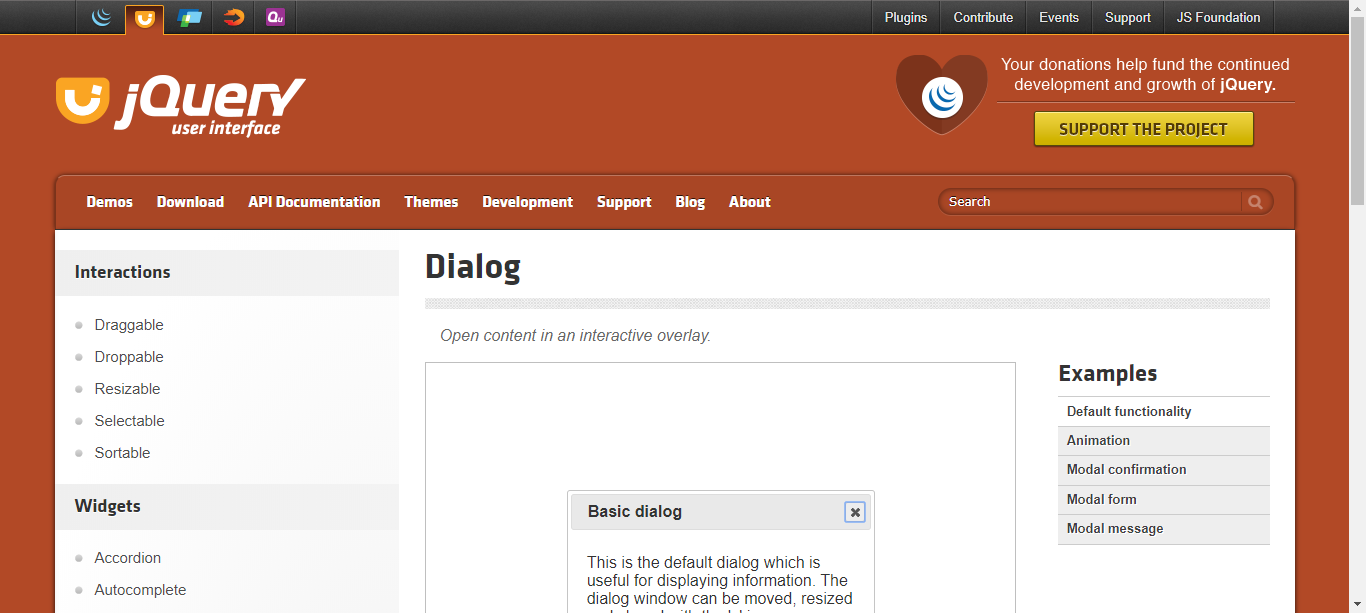 Qu
Plugins
Contribute
Events
Support
JS Foundation
jQuery
user interface
Your donations help fund the continued
development and growth of jQuery.
SUPPORT THE PROJECT
Demos
Download
API Documentation
Themes
Development
Support
Blog
About
Search
Interactions
Draggable
Droppable
Resizable
Selectable
Sortable
Widgets
Accordion
Autocomplete
Dialog
Open content in an interactive overlay.
Basic dialog
This is the default dialog which is
useful for displaying information. The
dialog window can be moved, resized
Examples
Default functionality
Animation
Modal confirmation
Modal form
Modal message